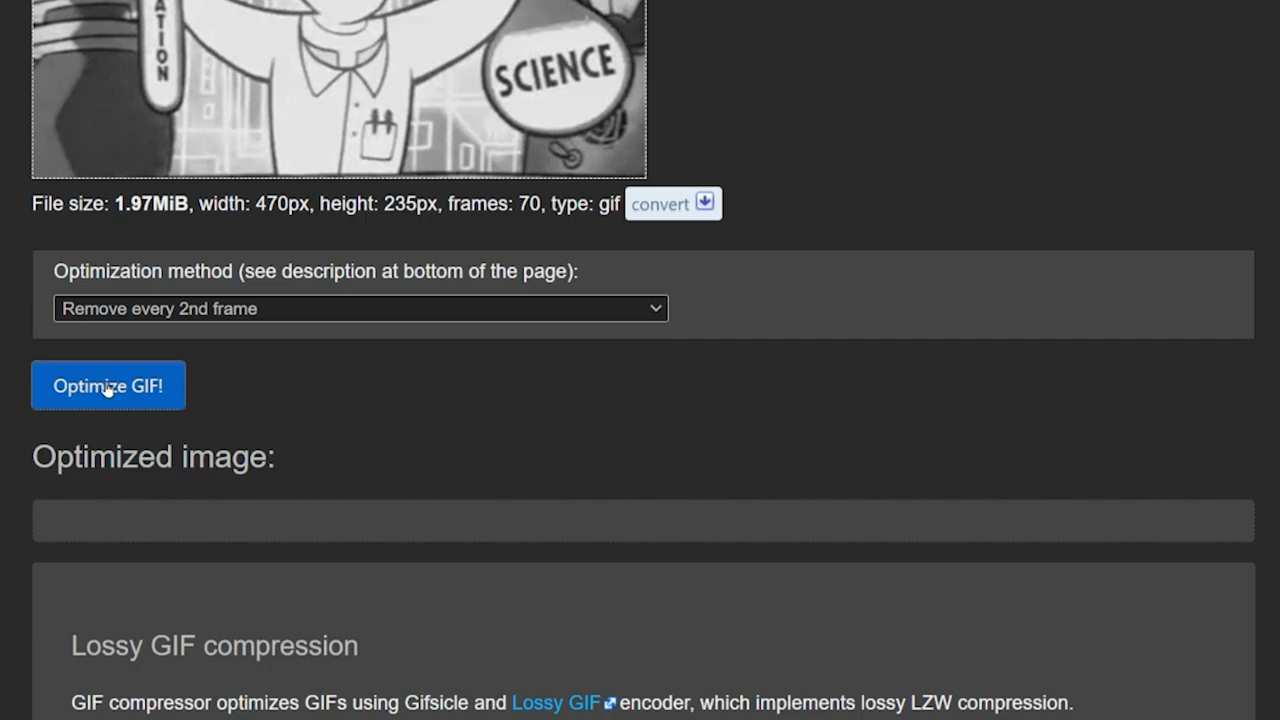 ATION
SCIENCE
File size: 1.97MiB, width: 470px, height: 235px, frames: 70, type: gif convert
Optimization method (see description at bottom of the page):
Remove every 2nd frame
Optimize GIF!
Optimized image:
Lossy GIF compression
GIF compressor optimizes GIFs using Gifsicle and Lossy GIF encoder, which implements lossy LZW compression.